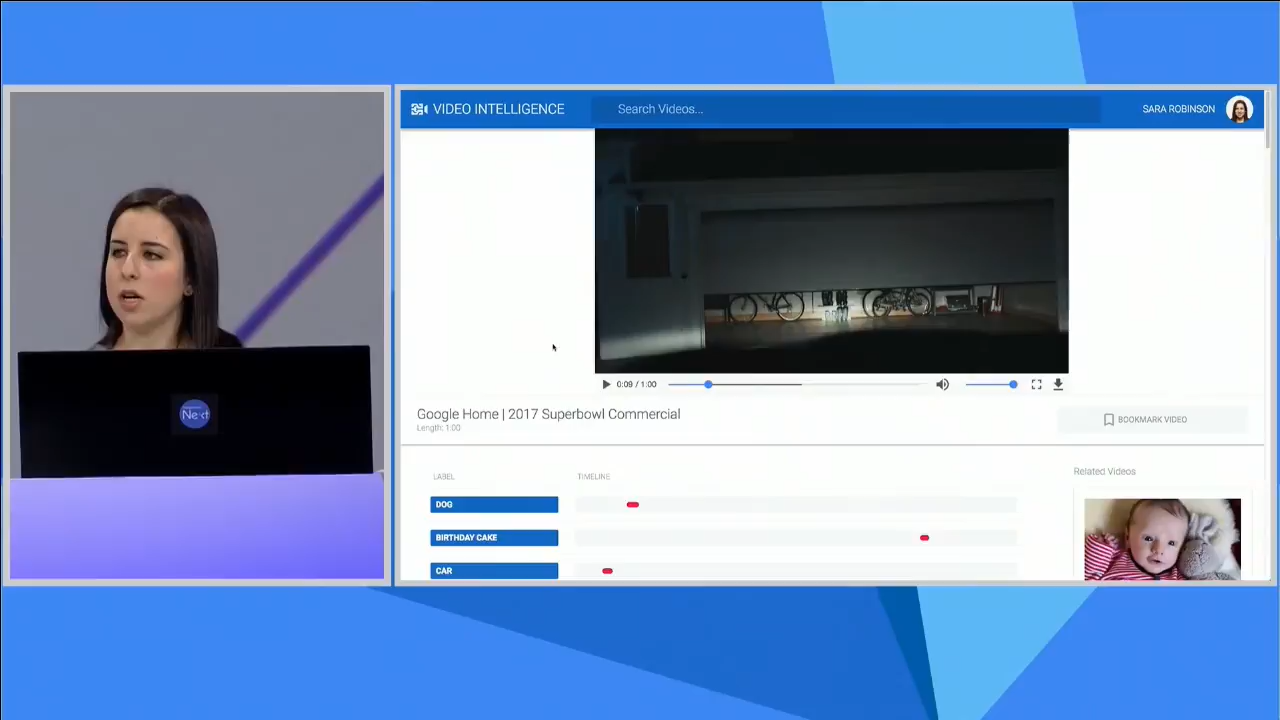 VIDEO INTELLIGENCE
Search Videos...
SARA ROBINSON
Next
0:09 / 1:00
Google Home | 2017 Superbowl Commercial
Length: 1:00
BOOKMARK VIDEO
LABEL
TIMELINE
Related Videos
DOG
BIRTHDAY CAKE
CAR